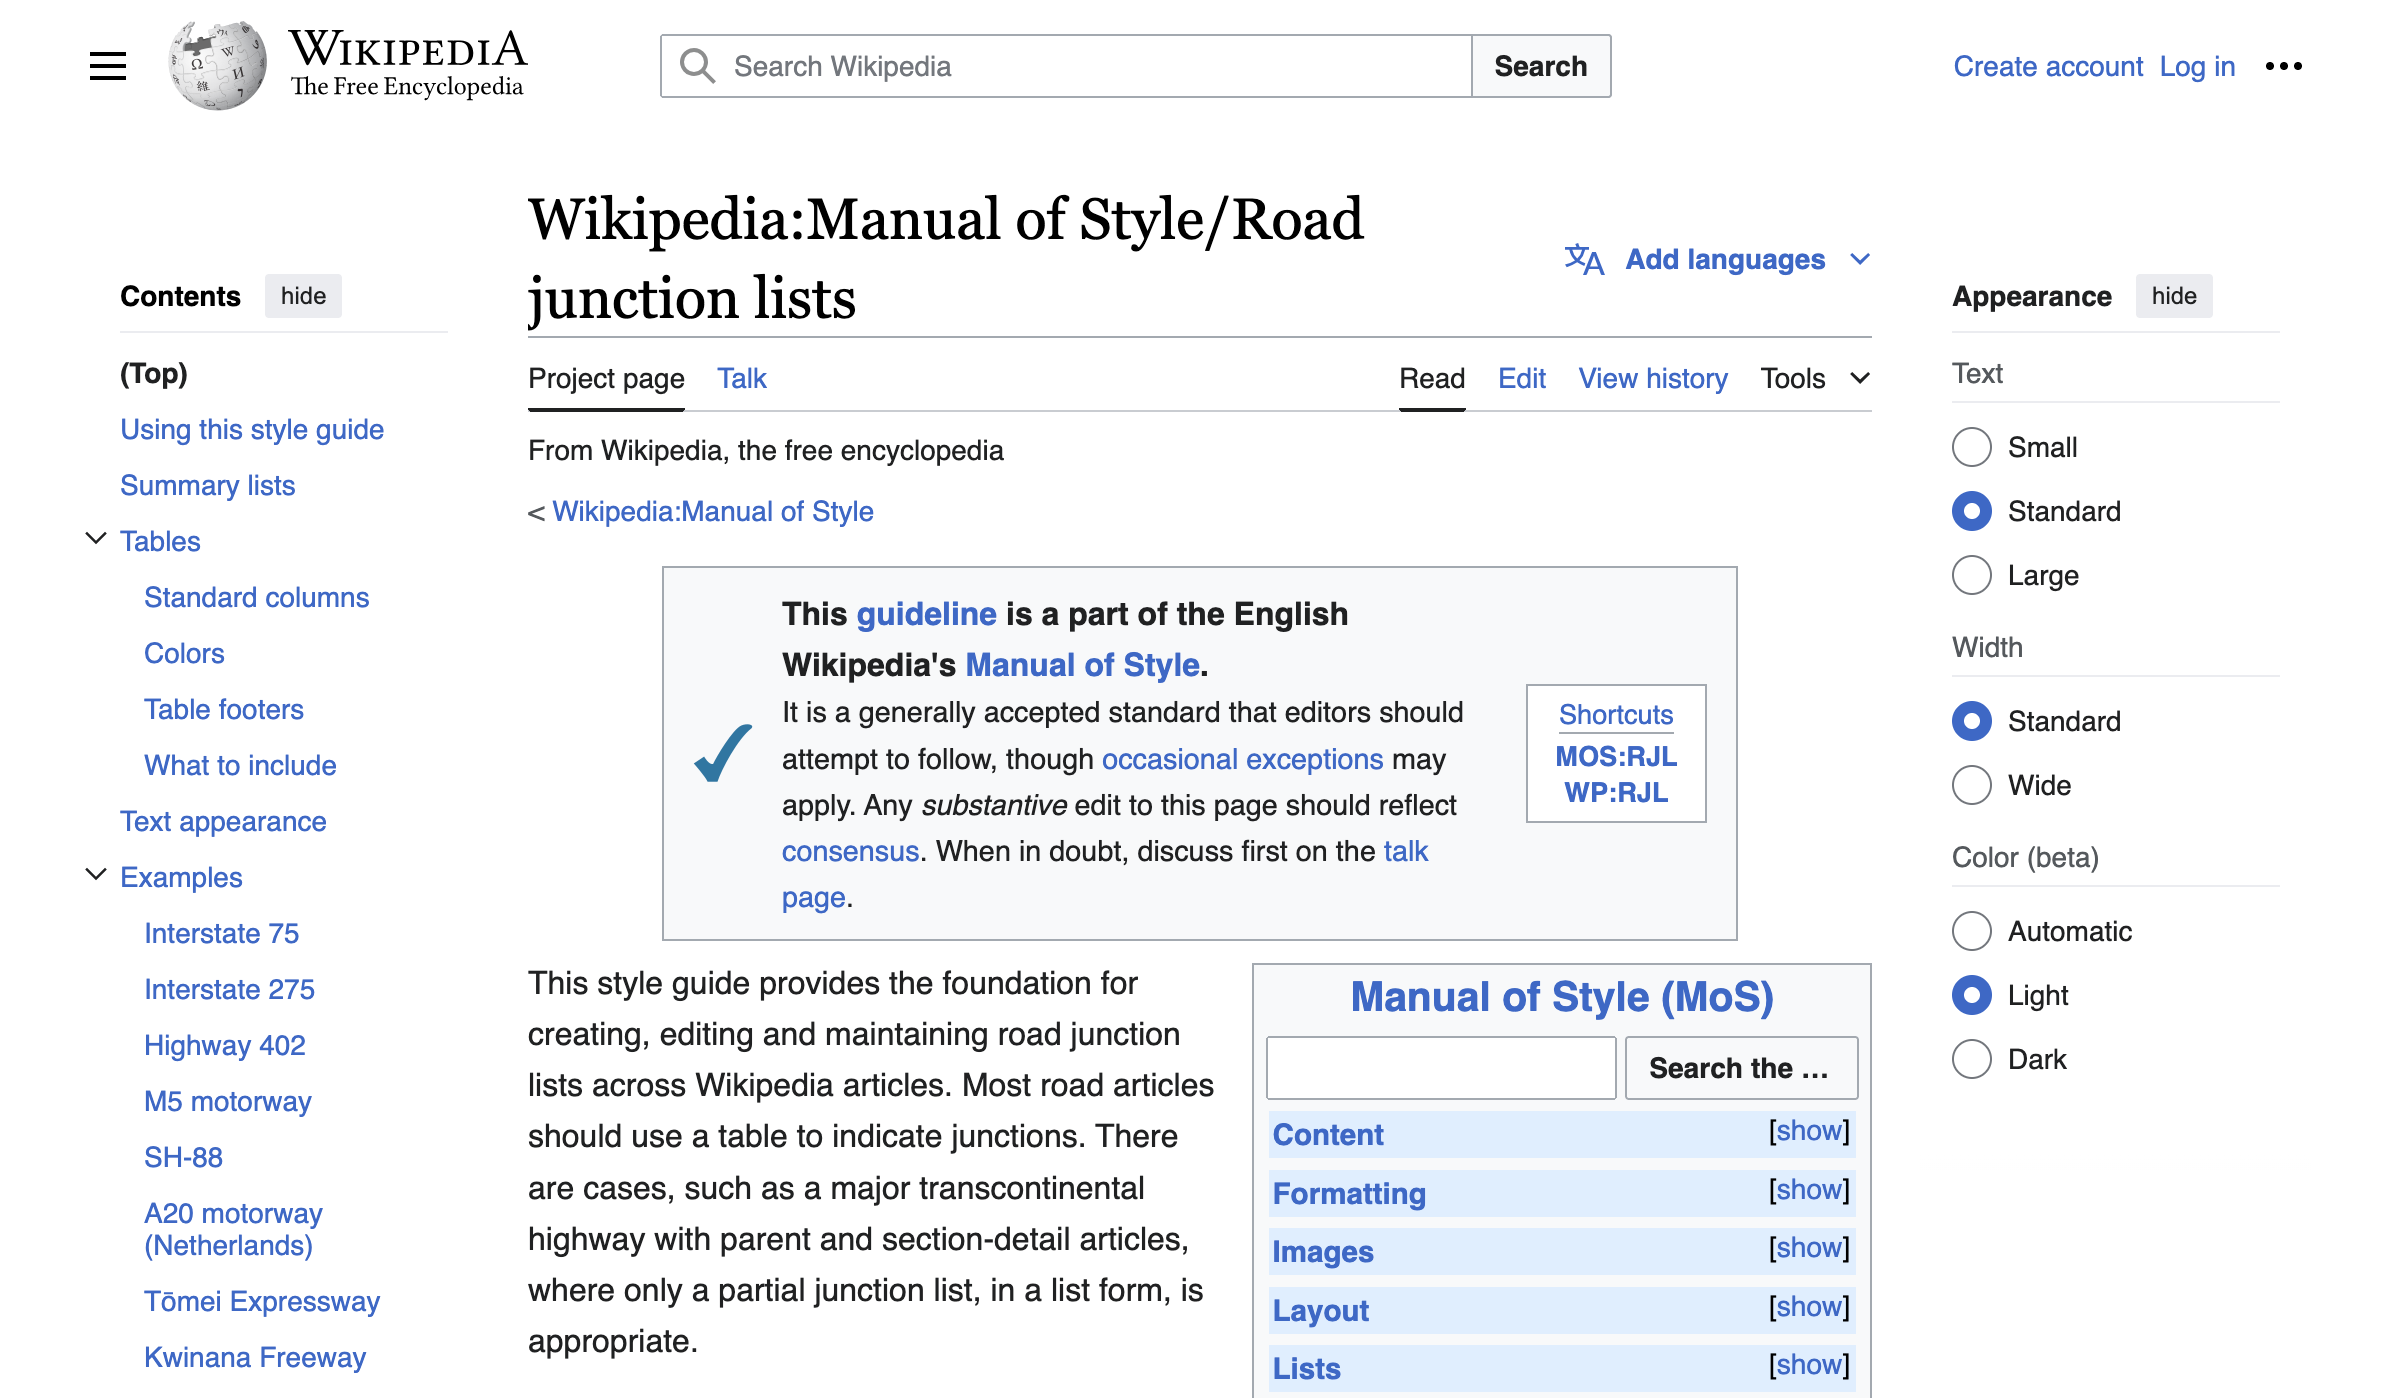 WIKIPEDIA
The Free Encyclopedia
Search Wikipedia
Search
Create account Log in
Contents hide
(Top)
Using this style guide
Summary lists
Tables
Standard columns
Colors
Table footers
What to include
Text appearance
Examples
Interstate 75
Interstate 275
Highway 402
M5 motorway
SH-88
A20 motorway
(Netherlands)
Tōmei Expressway
Kwinana Freeway
Wikipedia:Manual of Style/Road
junction lists
Add languages
Project page Talk
Read Edit View history Tools
From Wikipedia, the free encyclopedia
< Wikipedia:Manual of Style
This guideline is a part of the English
Wikipedia's Manual of Style.
It is a generally accepted standard that editors should
attempt to follow, though occasional exceptions may
apply. Any substantive edit to this page should reflect
consensus. When in doubt, discuss first on the talk
page.
Shortcuts
MOS:RJL
WP:RJL
This style guide provides the foundation for
creating, editing and maintaining road junction
lists across Wikipedia articles. Most road articles
should use a table to indicate junctions. There
are cases, such as a major transcontinental
highway with parent and section-detail articles,
where only a partial junction list, in a list form, is
appropriate.
Manual of Style (MoS)
Search the ...
Content [show]
Formatting [show]
Images [show]
Layout [show]
Lists [show]
Appearance hide
Text
Small
Standard
Large
Width
Standard
Wide
Color (beta)
Automatic
Light
Dark